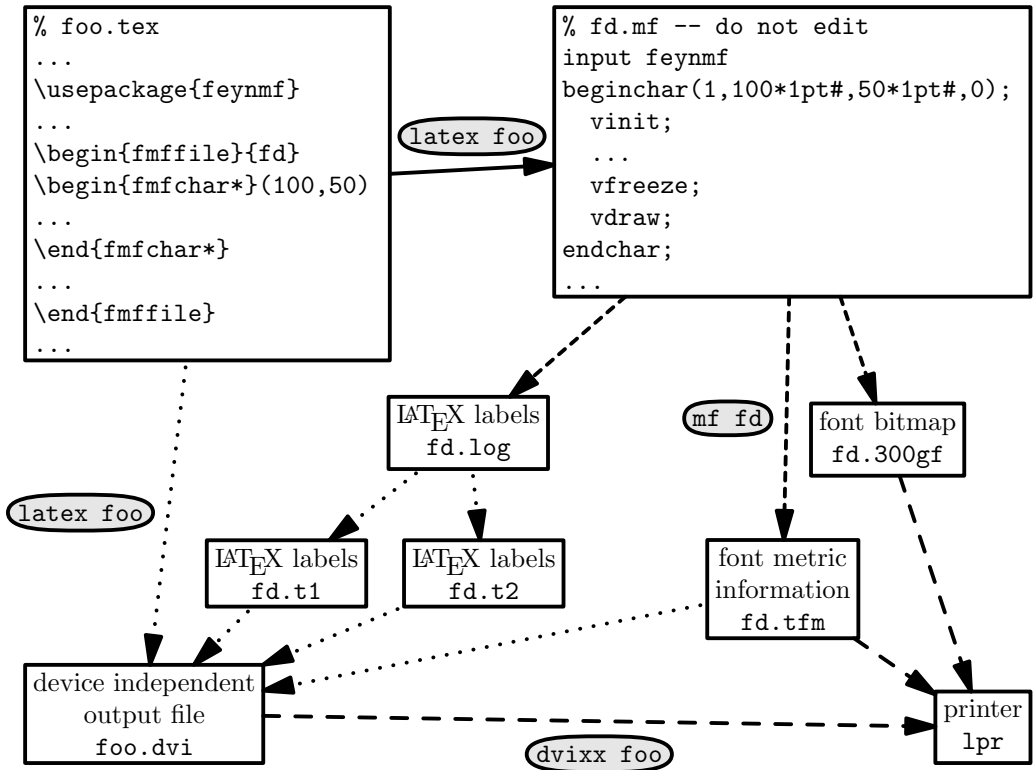 % foo.tex
...
\usepackage{feynmf}
...
\begin{fmffile}{fd}
\begin{fmfchar*}(100,50)
...
\end{fmfchar*}
...
\end{fmffile}
...
latex foo
% fd.mf -- do not edit
input feynmf
beginchar(1,100*1pt#,50*1pt#,0);
  vinit;
  ...
  vfreeze;
  vdraw;
endchar;
...
LATEX labels
fd.log
mf fd
font bitmap
fd.300gf
latex foo
LATEX labels
fd.t1
LATEX labels
fd.t2
font metric
information
fd.tfm
device independent
output file
foo.dvi
dvixx foo
printer
lpr